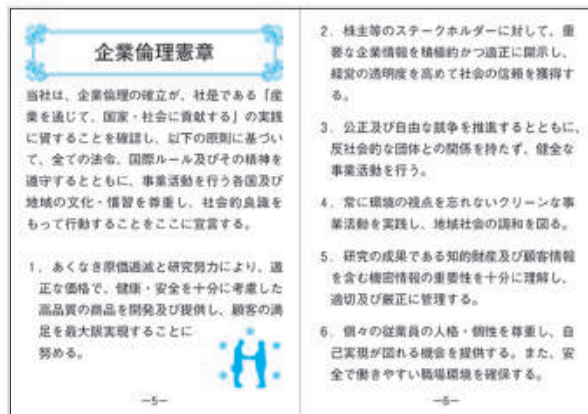 企業倫理憲章
当社は、企業倫理の確立が、社是である「産
業を通じて、国家・社会に貢献する」の実践
に資することを確認し、以下の原則に基づい
て、全ての法令、国際ルール及びその精神を
遵守するとともに、事業活動を行う各国及び
地域の文化・慣習を尊重し、社会的良識を
もって行動することをここに宣言する。
1．あくなき原価逓減と研究努力により、適
正な価格で、健康・安全を十分に考慮した
高品質の商品を開発及び提供し、顧客の満
足を最大限実現することに
努める。
—5—
2．株主等のステークホルダーに対して、重
要な企業情報を積極的かつ適正に開示し、
経営の透明度を高めて社会の信頼を獲得す
る。
3．公正及び自由な競争を推進するとともに、
反社会的な団体との関係を持たず、健全な
事業活動を行う。
4．常に環境の視点を忘れないクリーンな事
業活動を実践し、地域社会の調和を図る。
5．研究の成果である知的財産及び顧客情報
を含む機密情報の重要性を十分に理解し、
適切及び厳正に管理する。
6．個々の従業員の人格・個性を尊重し、自
己実現が図れる機会を提供する。また、安
全で働きやすい職場環境を確保する。
—6—